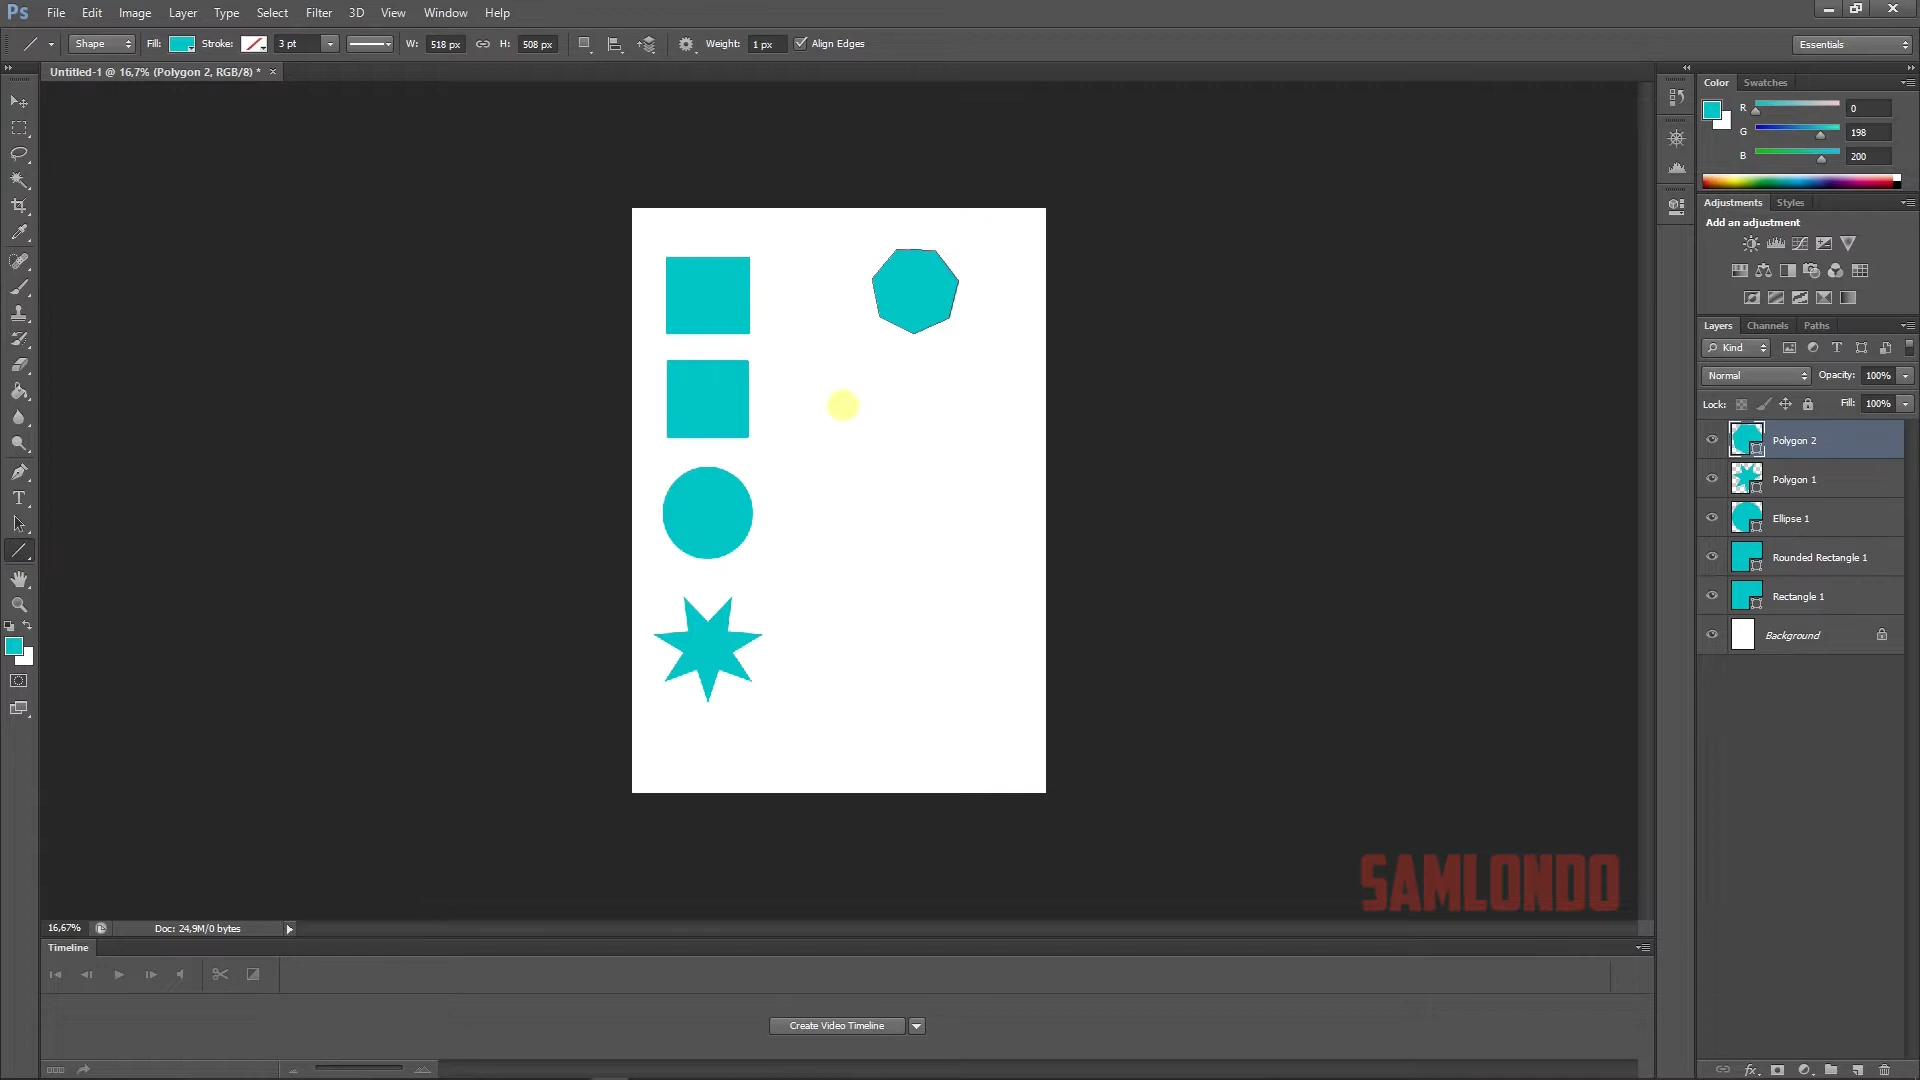 Ps File Edit Image Layer Type Select Filter 3D View Window Help
Shape Fill: Stroke: 3 pt W: 518 px H: 508 px Weight: 1 px Align Edges Essentials
Untitled-1 @ 16,7% (Polygon 2, RGB/8) * ×
Color Swatches
R 0
G 198
B 200
Adjustments Styles
Add an adjustment
Layers Channels Paths
Kind
Normal Opacity: 100%
Lock: Fill: 100%
Polygon 2
Polygon 1
Ellipse 1
Rounded Rectangle 1
Rectangle 1
Background
SAMLONDO
16,67% Doc: 24,9M/0 bytes
Timeline
Create Video Timeline